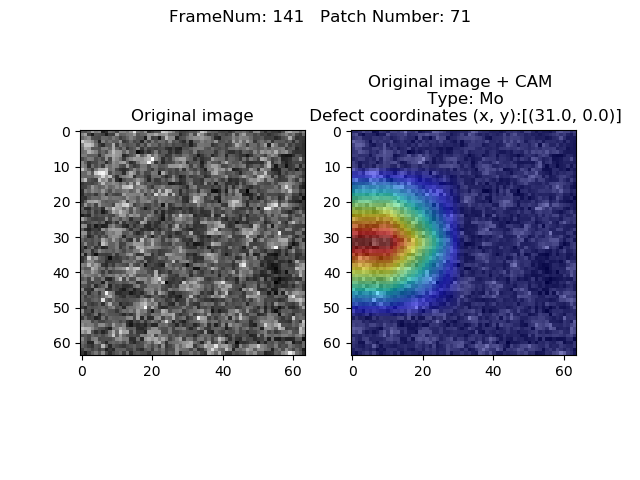 FrameNum: 141   Patch Number: 71
Original image
Original image + CAM
Type: Mo
Defect coordinates (x, y):[(31.0, 0.0)]
0
10
20
30
40
50
60
0 20 40 60
0
10
20
30
40
50
60
0 20 40 60